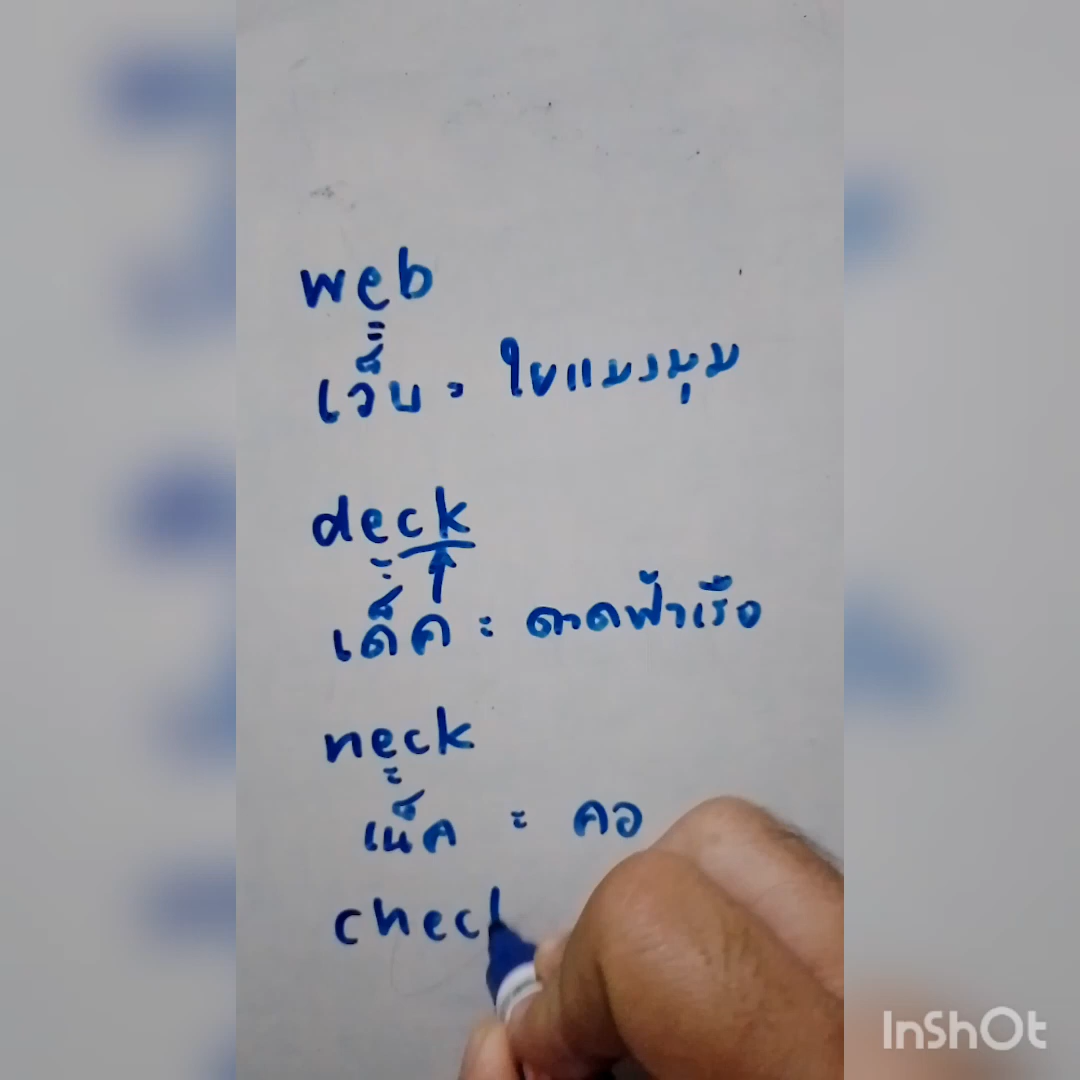 web
เว็บ = ใยแมงมุม
deck
เด็ค = ดาดฟ้าเรือ
neck
เน็ค = คอ
chec
InShOt